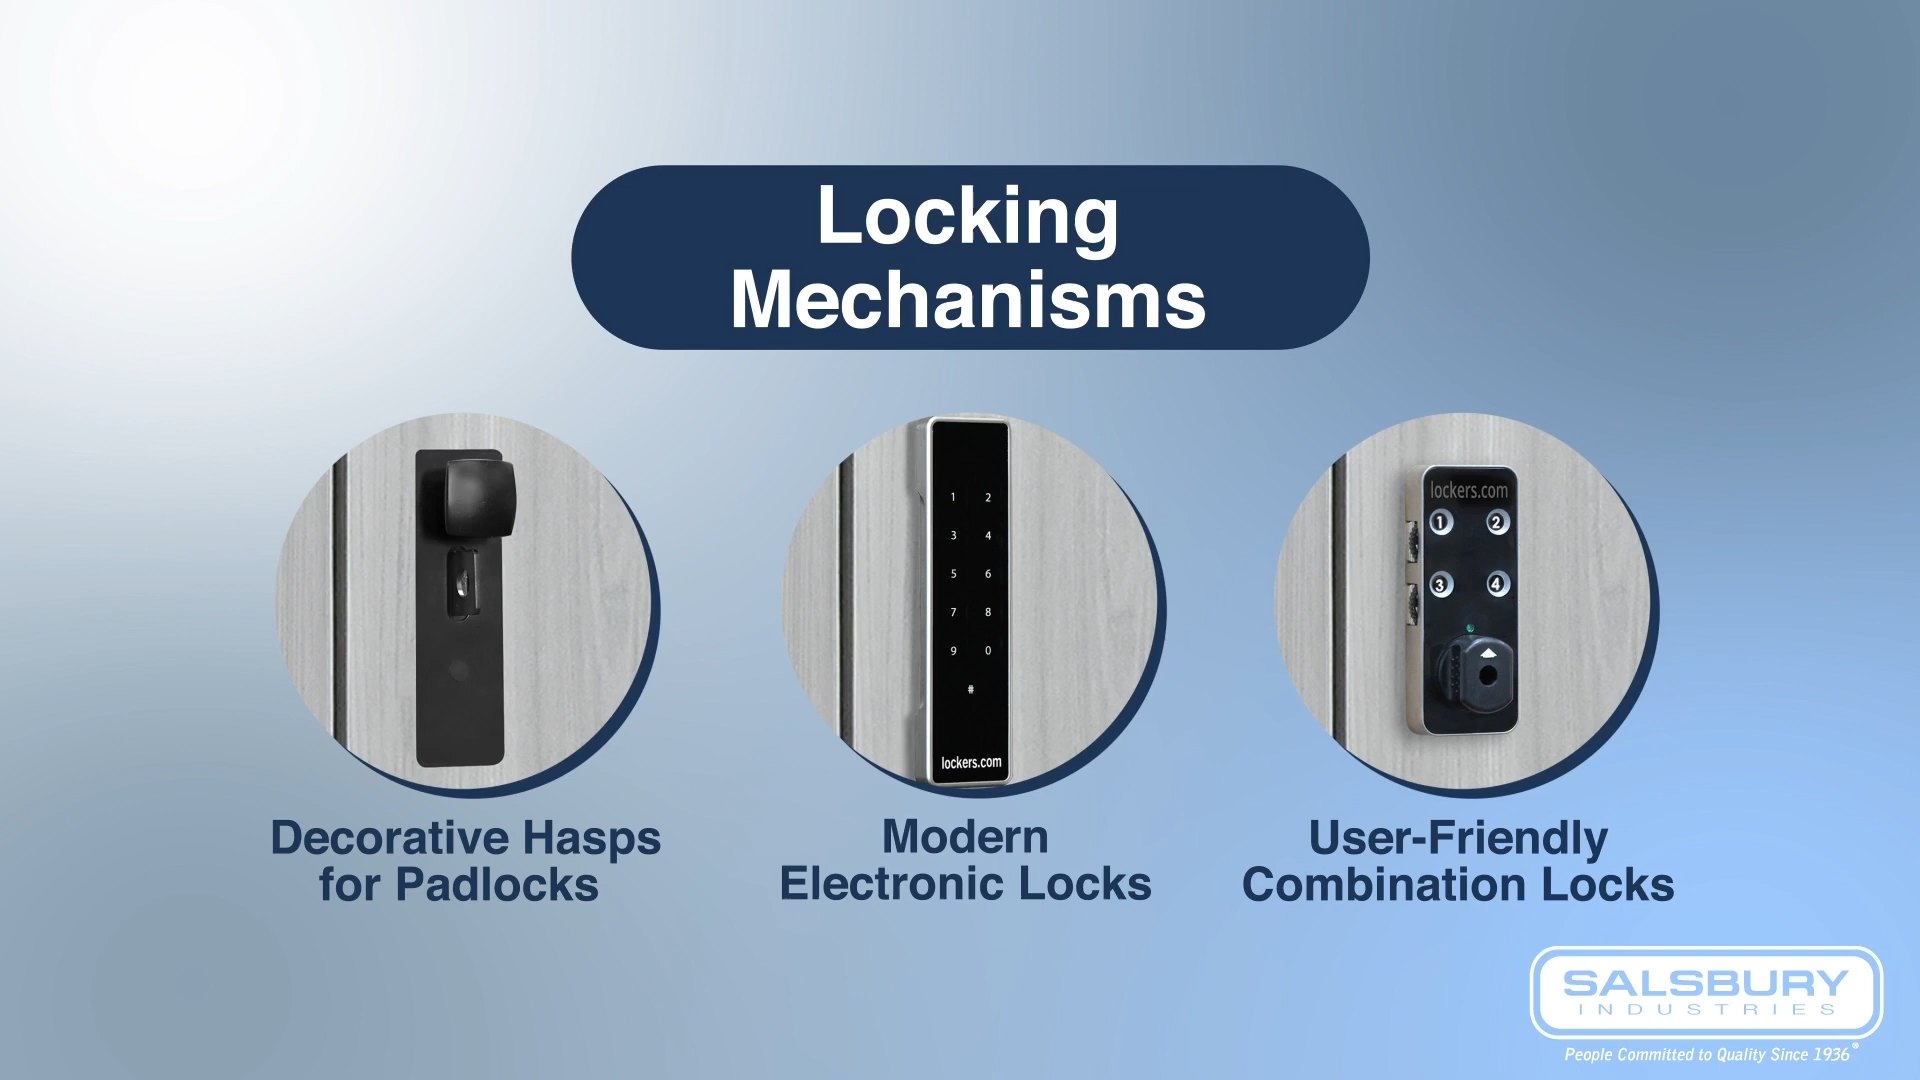 Locking
Mechanisms
1 2
3 4
5 6
7 8
9 0
#
lockers.com
lockers.com
1 2
3 4
Decorative Hasps
for Padlocks
Modern
Electronic Locks
User-Friendly
Combination Locks
SALSBURY
INDUSTRIES
People Committed to Quality Since 1936®